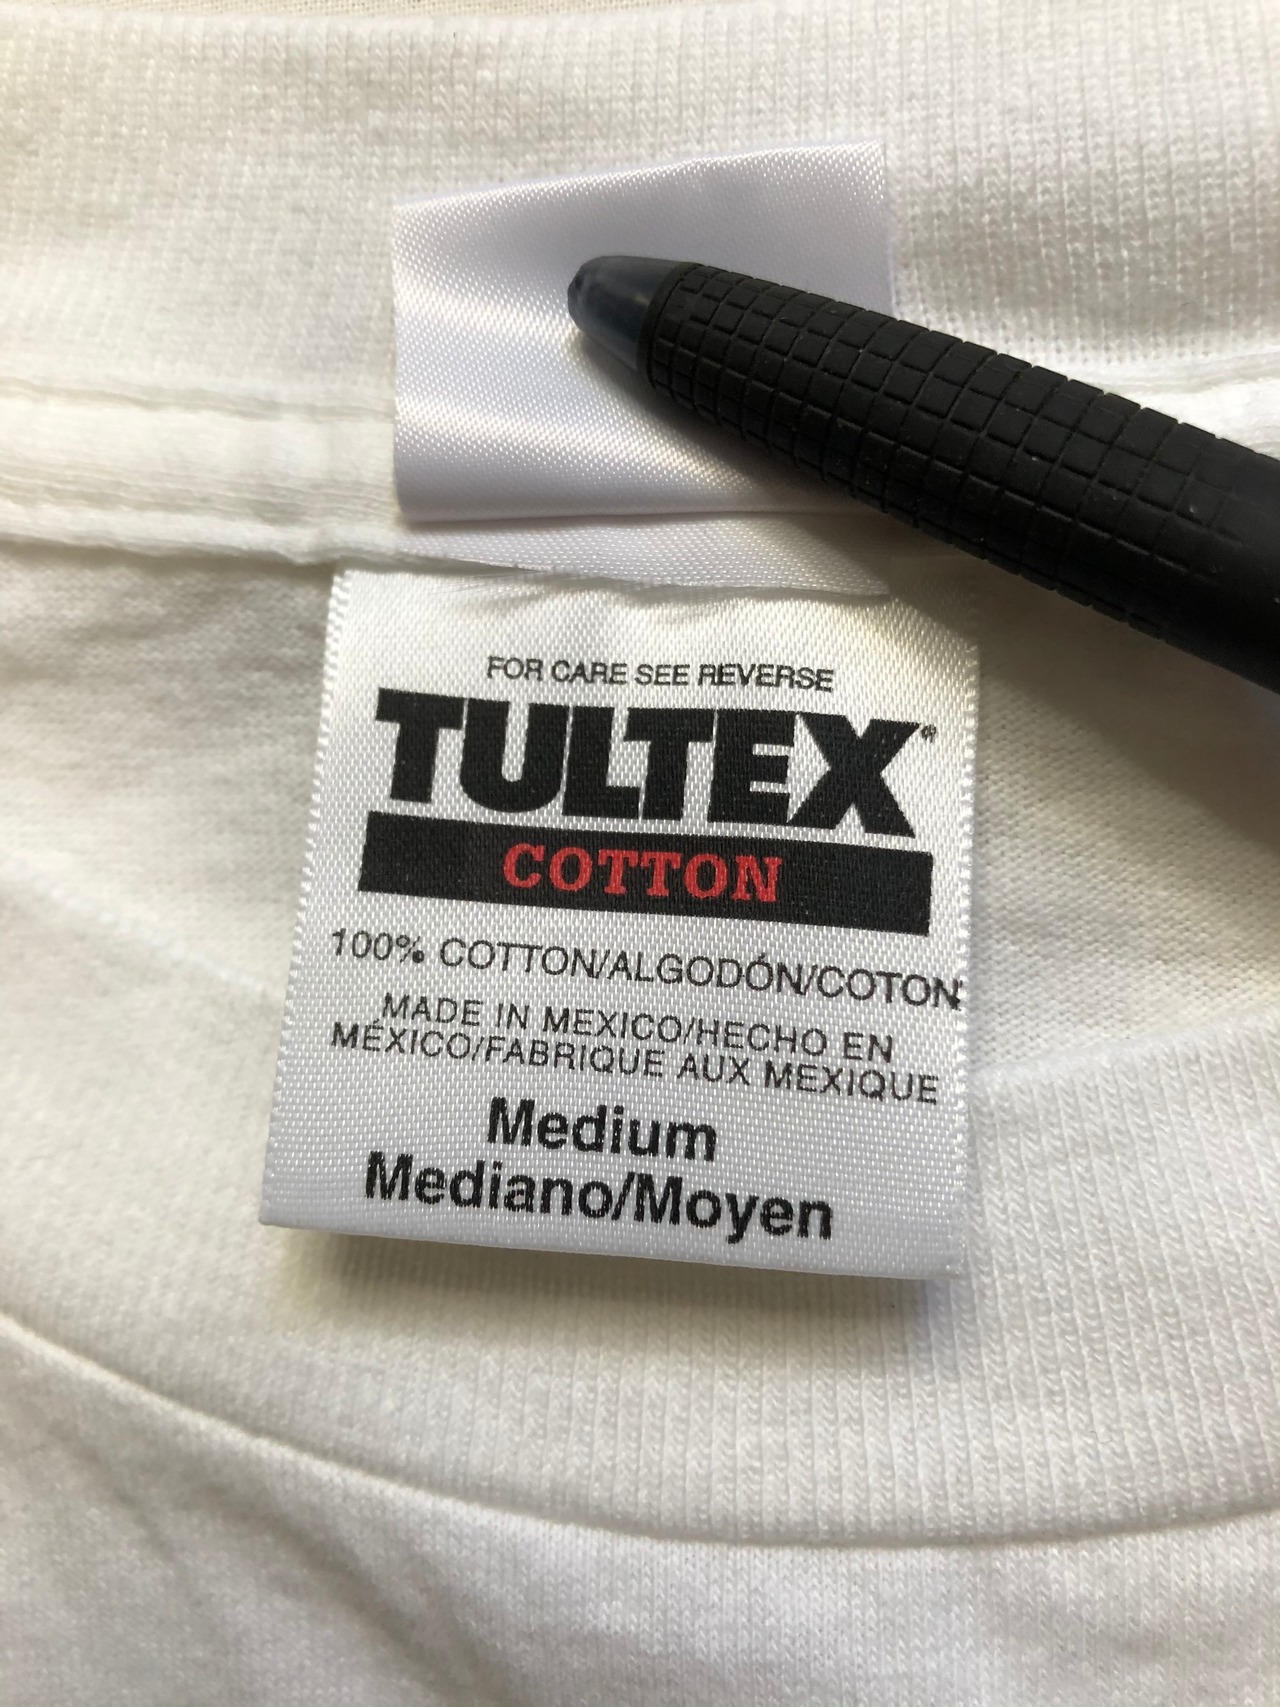 FOR CARE SEE REVERSE
TULTEX®
COTTON
100% COTTON/ALGODÓN/COTON
MADE IN MEXICO/HECHO EN
MÉXICO/FABRIQUE AUX MEXIQUE
Medium
Mediano/Moyen